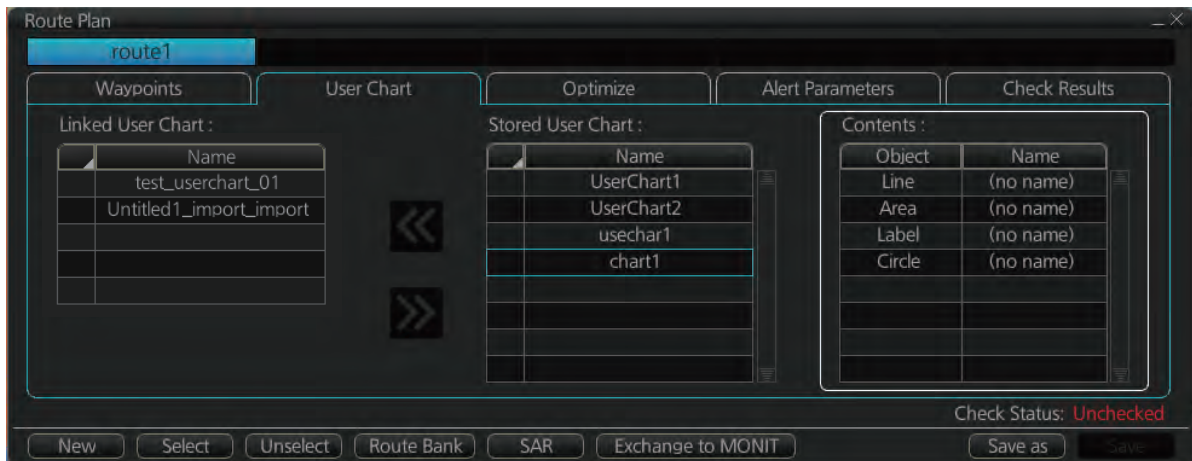 Route Plan
route1
Waypoints User Chart Optimize Alert Parameters Check Results
Linked User Chart : Stored User Chart : Contents :
Name Name Object Name
test_userchart_01 UserChart1 Line (no name)
Untitled1_import_import UserChart2 Area (no name)
usechar1 Label (no name)
chart1 Circle (no name)
Check Status: Unchecked
New Select Unselect Route Bank SAR Exchange to MONIT Save as Save